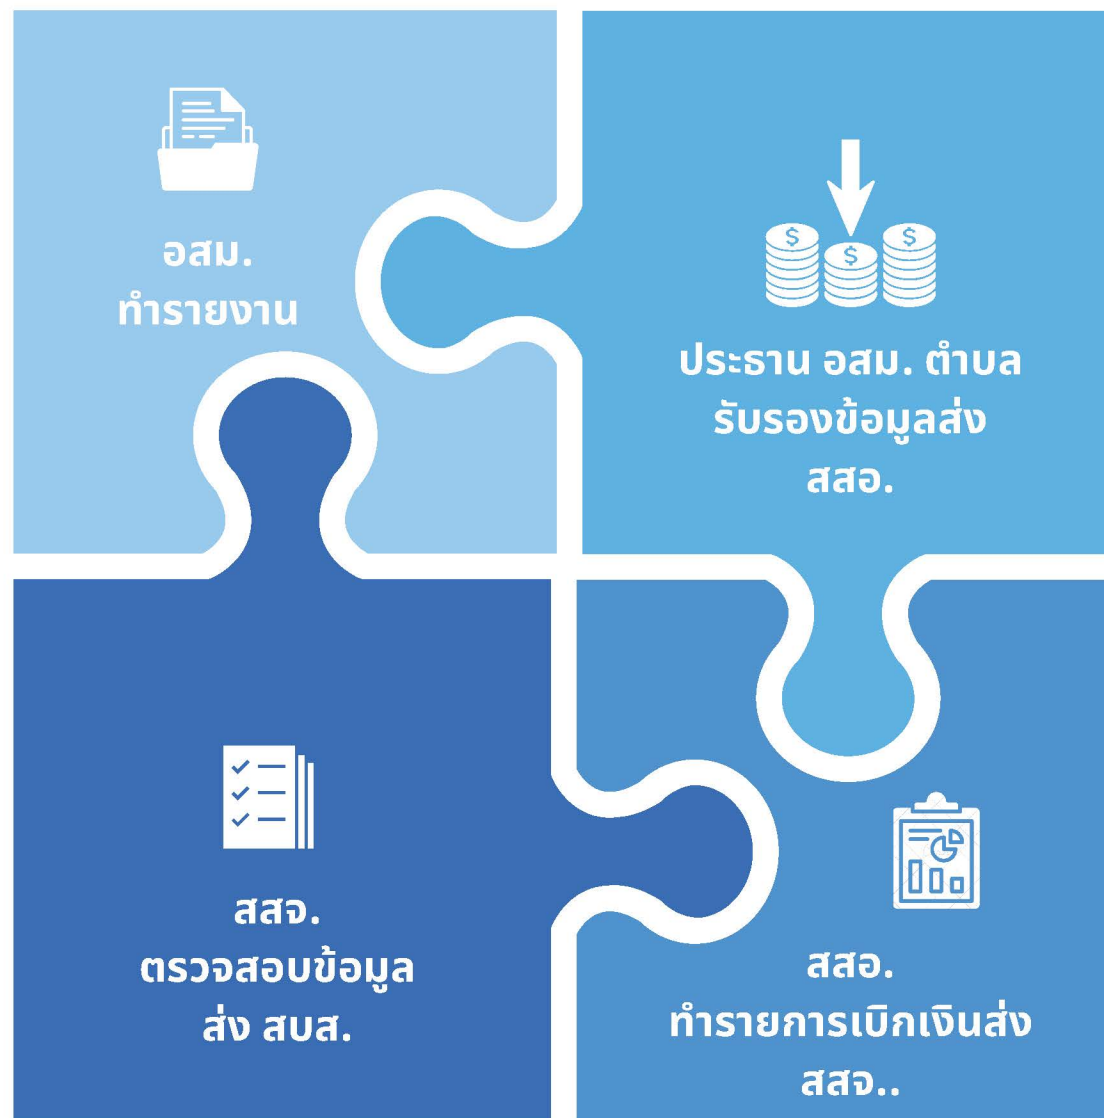 อสม.
ทำรายงาน
ประธาน อสม. ตำบล
รับรองข้อมูลส่ง
สสอ.
สสจ.
ตรวจสอบข้อมูล
ส่ง สบส.
สสอ.
ทำรายการเบิกเงินส่ง
สสจ..